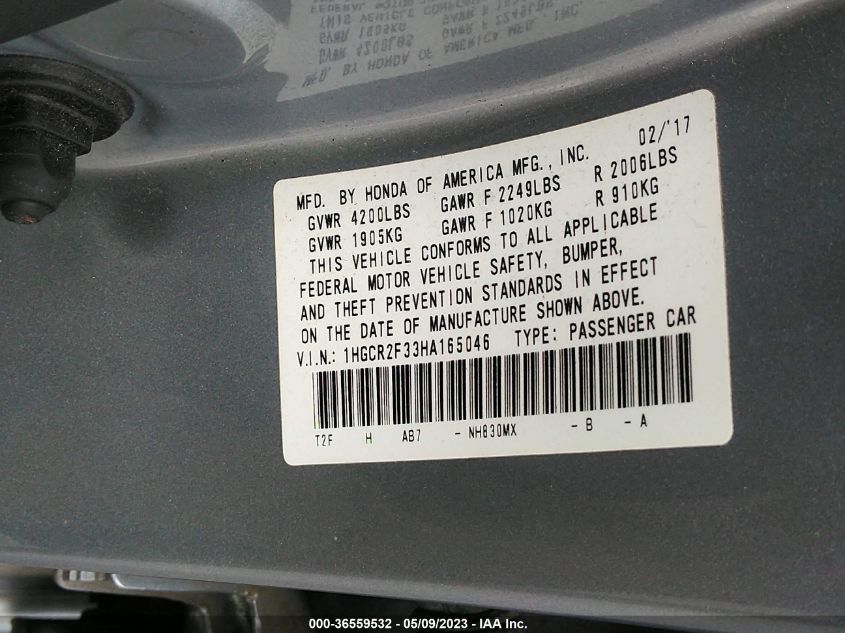 MFD. BY HONDA OF AMERICA MFG., INC. 02/'17
GVWR 4200LBS GAWR F 2249LBS R 2006LBS
GVWR 1905KG GAWR F 1020KG R 910KG
THIS VEHICLE CONFORMS TO ALL APPLICABLE
FEDERAL MOTOR VEHICLE SAFETY, BUMPER,
AND THEFT PREVENTION STANDARDS IN EFFECT
ON THE DATE OF MANUFACTURE SHOWN ABOVE.
V.I.N.: 1HGCR2F33HA165046 TYPE: PASSENGER CAR
T2F H AB7 - NH830MX - B - A
000-36559532 - 05/09/2023 - IAA Inc.